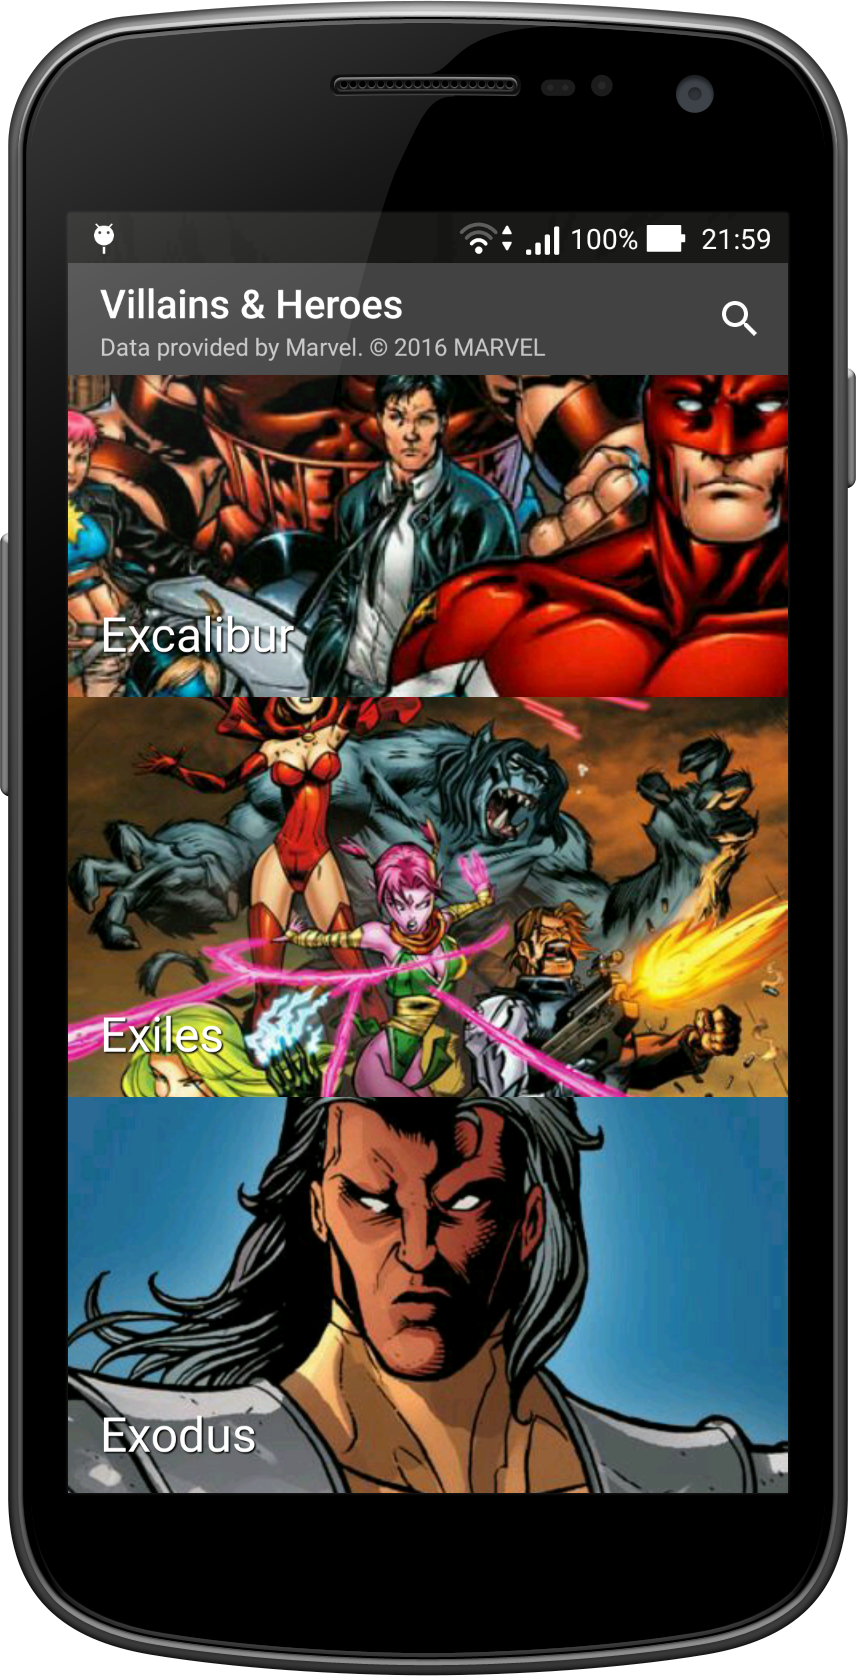 100% 21:59
Villains & Heroes
Data provided by Marvel. © 2016 MARVEL
Excalibur
Exiles
Exodus